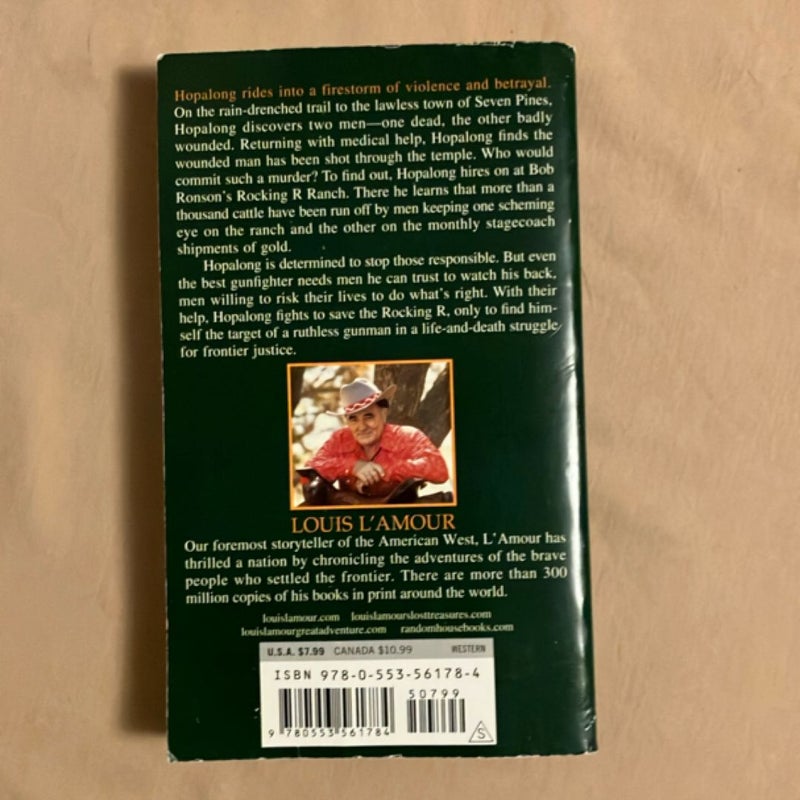 Hopalong rides into a firestorm of violence and betrayal.
On the rain-drenched trail to the lawless town of Seven Pines,
Hopalong discovers two men—one dead, the other badly
wounded. Returning with medical help, Hopalong finds the
wounded man has been shot through the temple. Who would
commit such a murder? To find out, Hopalong hires on at Bob
Ronson's Rocking R Ranch. There he learns that more than a
thousand cattle have been run off by men keeping one scheming
eye on the ranch and the other on the monthly stagecoach
shipments of gold.
Hopalong is determined to stop those responsible. But even
the best gunfighter needs men he can trust to watch his back,
men willing to risk their lives to do what's right. With their
help, Hopalong fights to save the Rocking R, only to find him-
self the target of a ruthless gunman in a life-and-death struggle
for frontier justice.
LOUIS L'AMOUR
Our foremost storyteller of the American West, L'Amour has
thrilled a nation by chronicling the adventures of the brave
people who settled the frontier. There are more than 300
million copies of his books in print around the world.
louislamour.com louislamourslosttreasures.com
louislamourgreatadventure.com randomhousebooks.com
U.S.A. $7.99 CANADA $10.99 WESTERN
ISBN 978-0-553-56178-4
50799
9 780553 561784
S